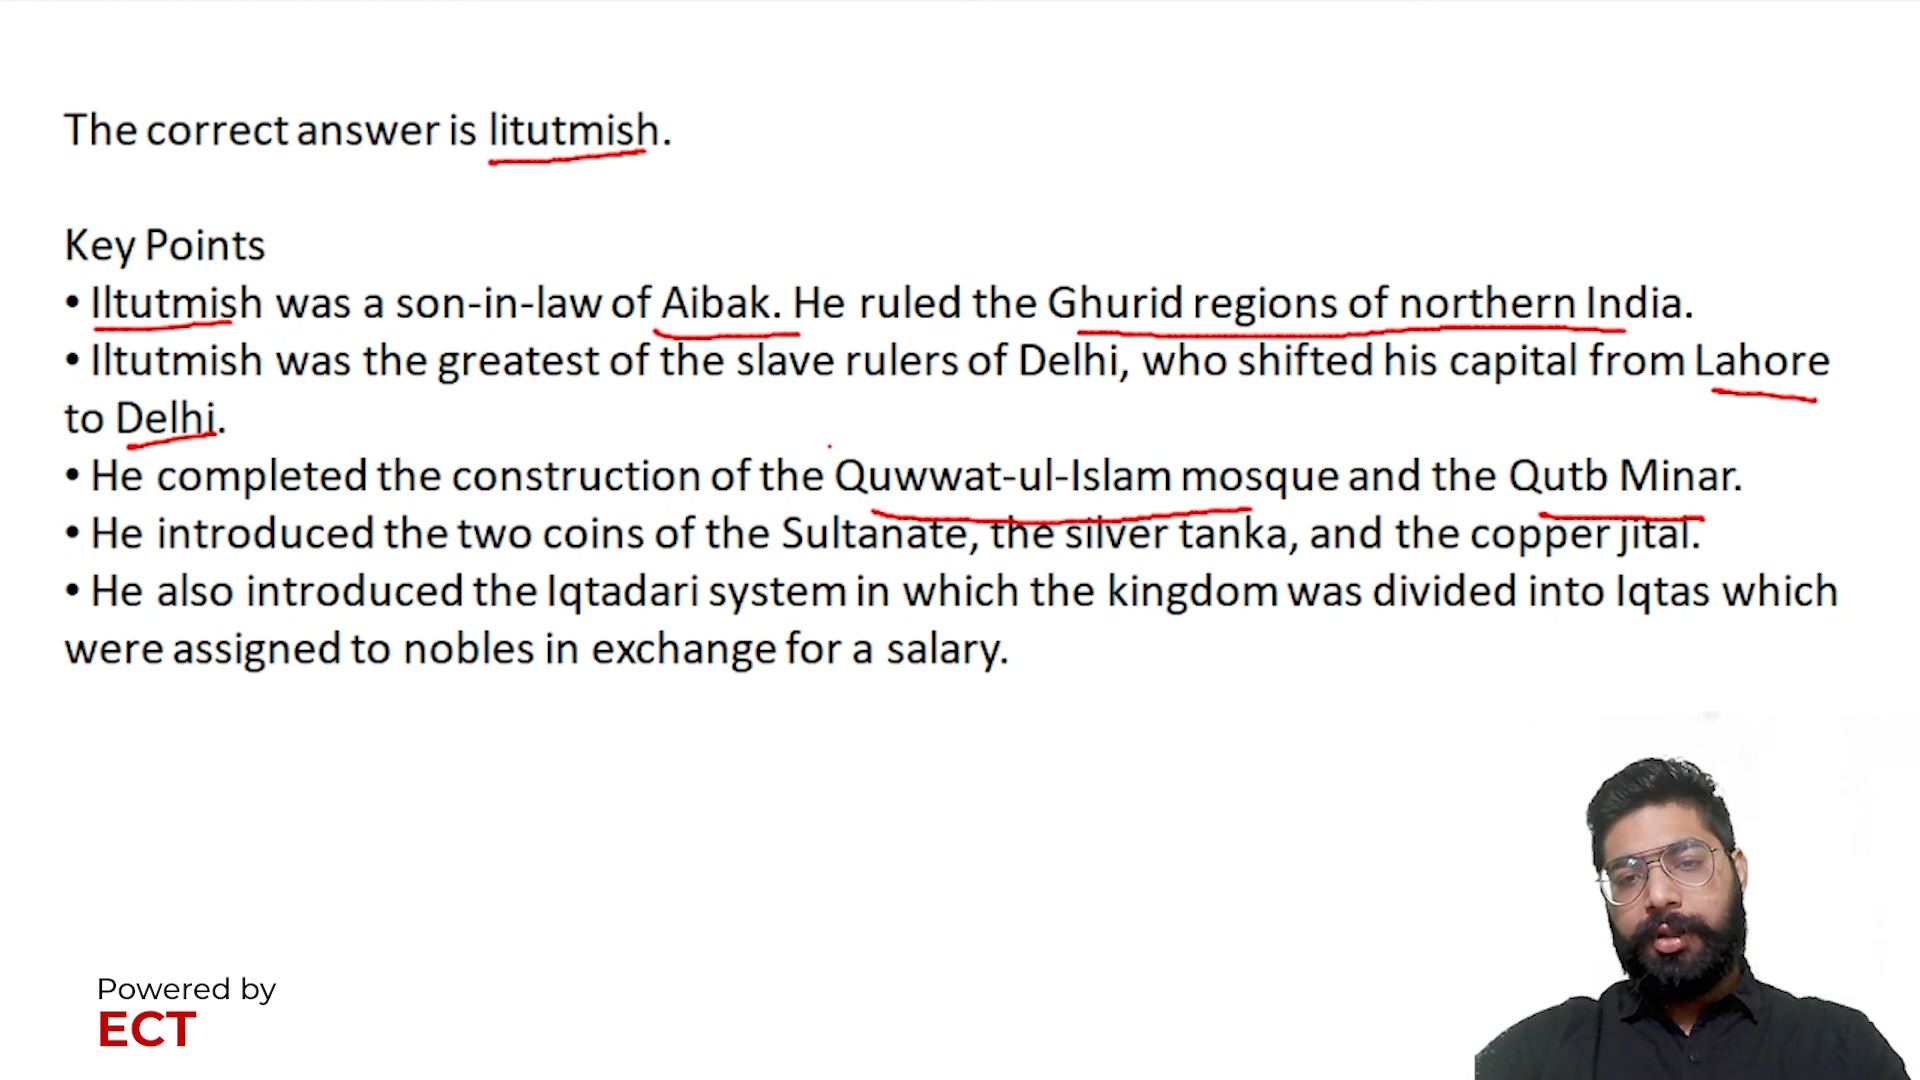 The correct answer is litutmish.
Key Points
• Iltutmish was a son-in-law of Aibak. He ruled the Ghurid regions of northern India.
• Iltutmish was the greatest of the slave rulers of Delhi, who shifted his capital from Lahore
to Delhi.
• He completed the construction of the Quwwat-ul-Islam mosque and the Qutb Minar.
• He introduced the two coins of the Sultanate, the silver tanka, and the copper jital.
• He also introduced the Iqtadari system in which the kingdom was divided into Iqtas which
were assigned to nobles in exchange for a salary.
Powered by
ECT